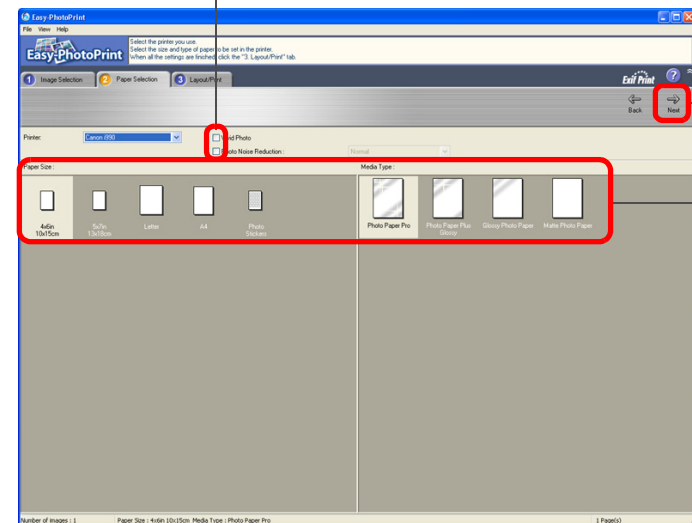 Easy-PhotoPrint
File View Help
Easy-PhotoPrint
Select the printer you use.
Select the size and type of paper to be set in the printer.
When all the settings are finished, click the "3. Layout/Print" tab.
1 Image Selection 2 Paper Selection 3 Layout/Print
Exif Print ?
Back Next
Printer: Canon i990 Vivid Photo
Photo Noise Reduction : Normal
Paper Size : Media Type :
4x6in
10x15cm
5x7in
13x18cm
Letter
A4
Photo
Stickers
Photo Paper Pro
Photo Paper Plus
Glossy
Glossy Photo Paper
Matte Photo Paper
Number of images : 1 Paper Size : 4x6in 10x15cm Media Type : Photo Paper Pro 1 Page(s)